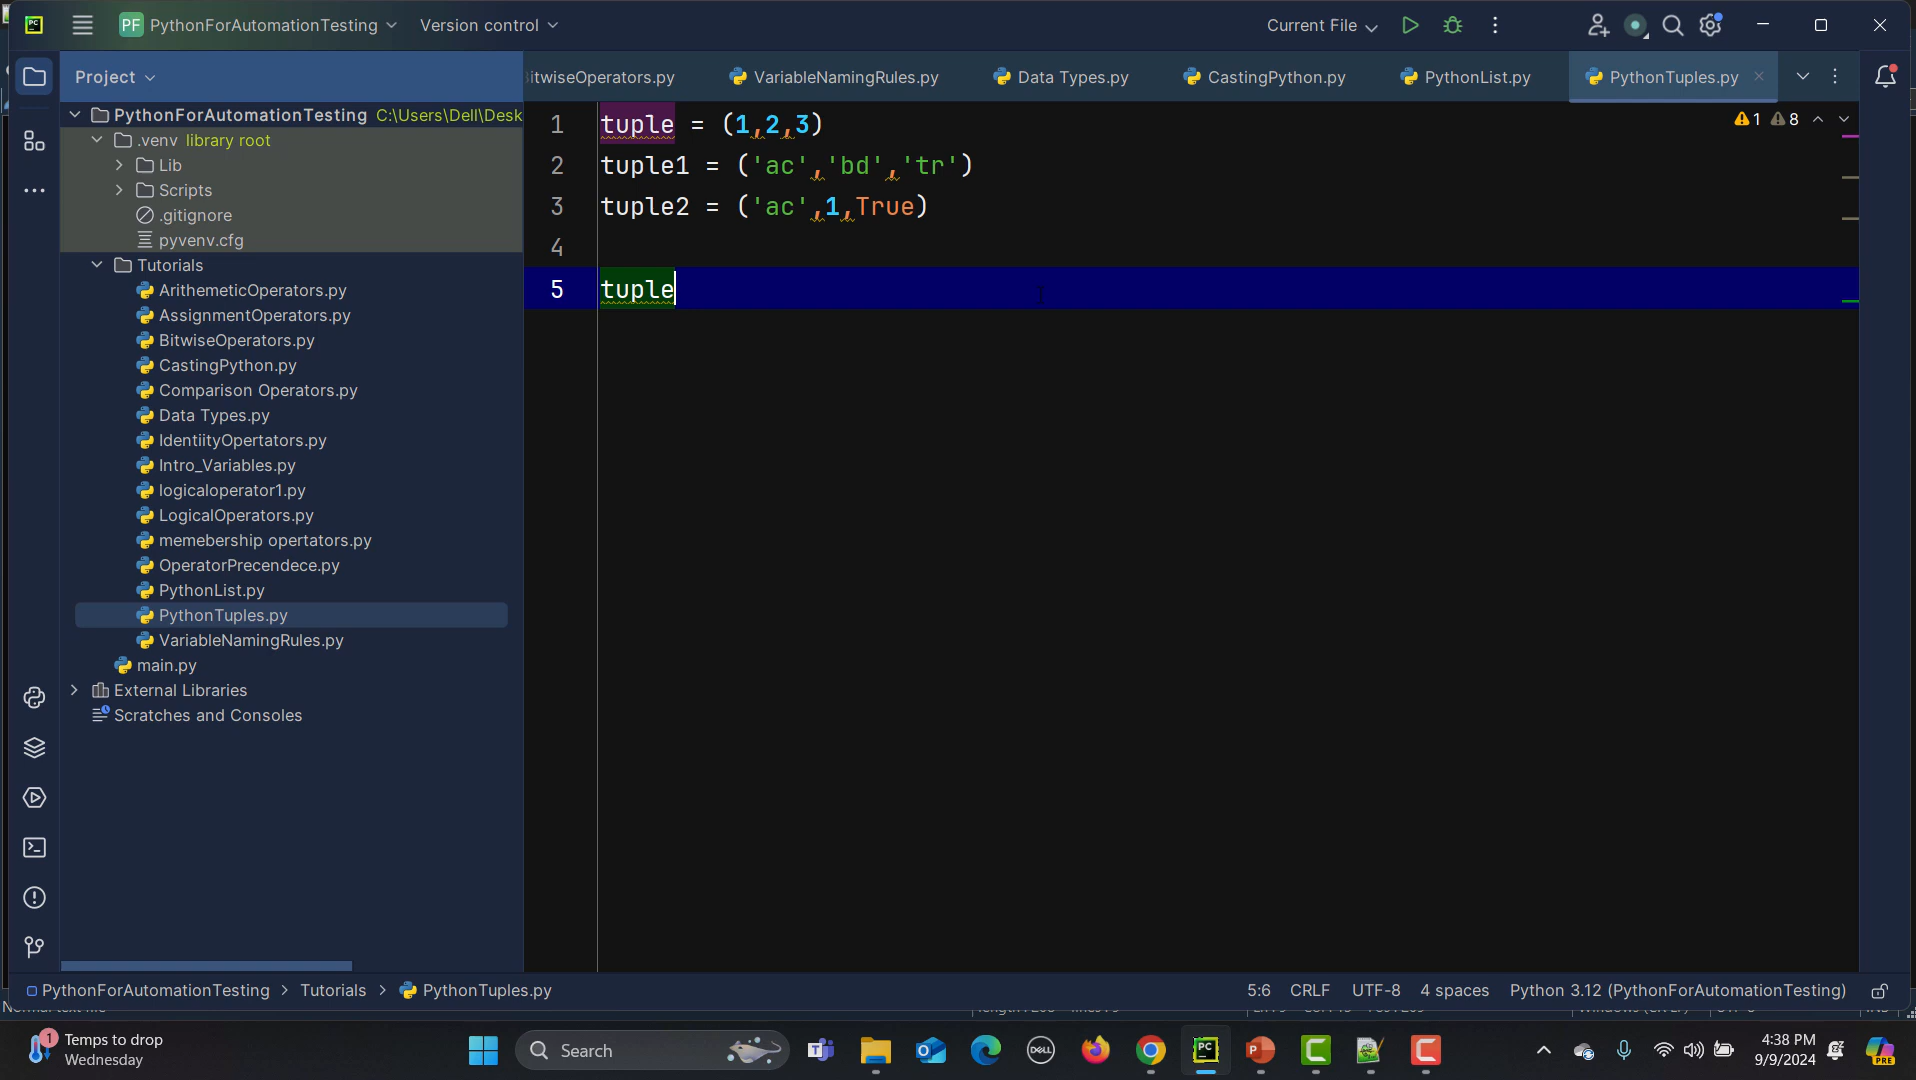 PF PythonForAutomationTesting Version control Current File
Project
itwiseOperators.py VariableNamingRules.py Data Types.py CastingPython.py PythonList.py PythonTuples.py
PythonForAutomationTesting C:\Users\Dell\Desk
.venv library root
Lib
Scripts
.gitignore
pyvenv.cfg
Tutorials
ArithemeticOperators.py
AssignmentOperators.py
BitwiseOperators.py
CastingPython.py
Comparison Operators.py
Data Types.py
IdentiityOpertators.py
Intro_Variables.py
logicaloperator1.py
LogicalOperators.py
memebership opertators.py
OperatorPrecendece.py
PythonList.py
PythonTuples.py
VariableNamingRules.py
main.py
External Libraries
Scratches and Consoles
1 tuple = (1,2,3)
2 tuple1 = ('ac','bd','tr')
3 tuple2 = ('ac',1,True)
4
5 tuple
1 8
PythonForAutomationTesting > Tutorials > PythonTuples.py 5:6 CRLF UTF-8 4 spaces Python 3.12 (PythonForAutomationTesting)
1 Temps to drop
Wednesday
Search
DELL
4:38 PM
9/9/2024
PRE